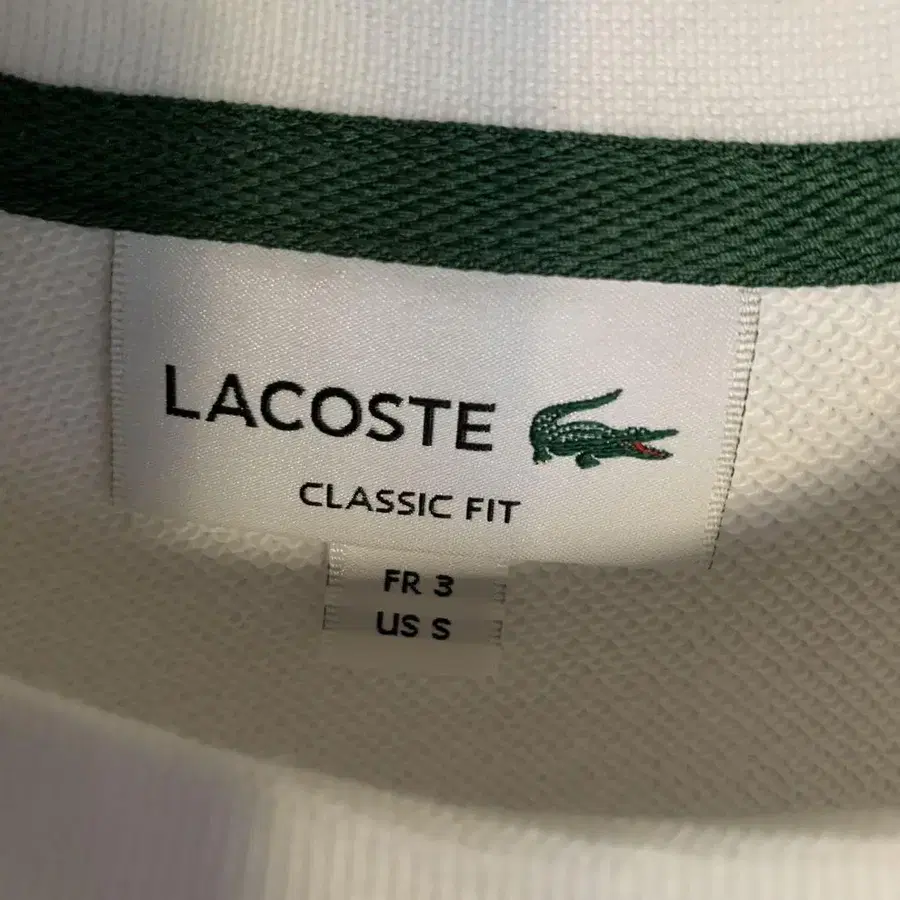 LACOSTE
CLASSIC FIT
FR 3
US S